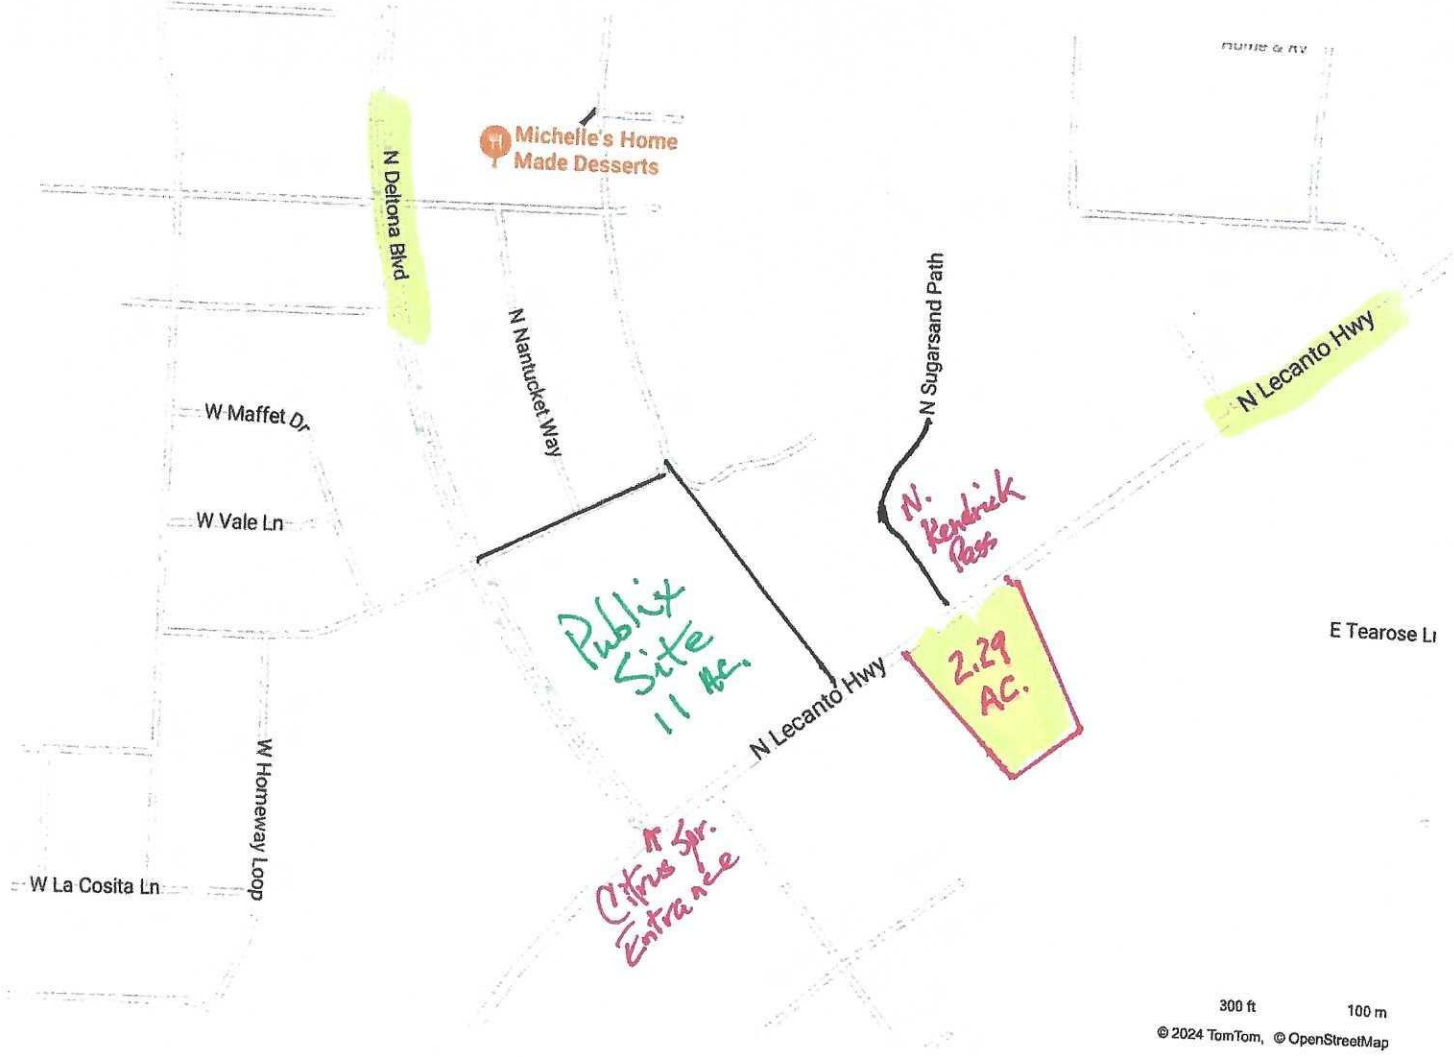 Home & RV
Michelle's Home
Made Desserts
N Deltona Blvd
N Nantucket Way
N Sugarsand Path
N Lecanto Hwy
W Maffet Dr
W Vale Ln
N.
Kendrick
Pass
Publix
Site
11 Ac.
2.29
AC.
E Tearose Ln
N Lecanto Hwy
W Homeway Loop
W La Cosita Ln
Citrus Spr.
Entrance
300 ft
100 m
© 2024 TomTom, © OpenStreetMap